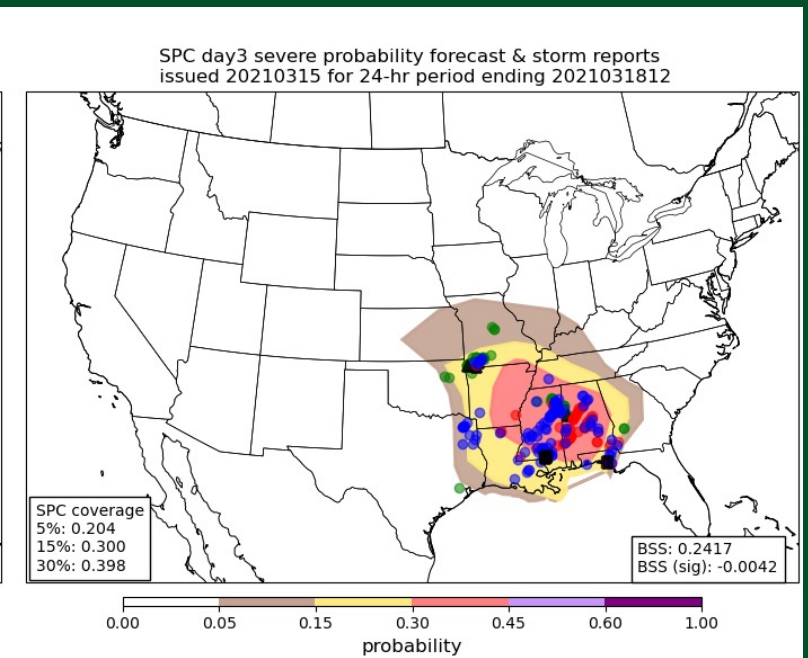 SPC day3 severe probability forecast & storm reports
issued 20210315 for 24-hr period ending 2021031812
SPC coverage
5%: 0.204
15%: 0.300
30%: 0.398
BSS: 0.2417
BSS (sig): -0.0042
0.00 0.05 0.15 0.30 0.45 0.60 1.00
probability